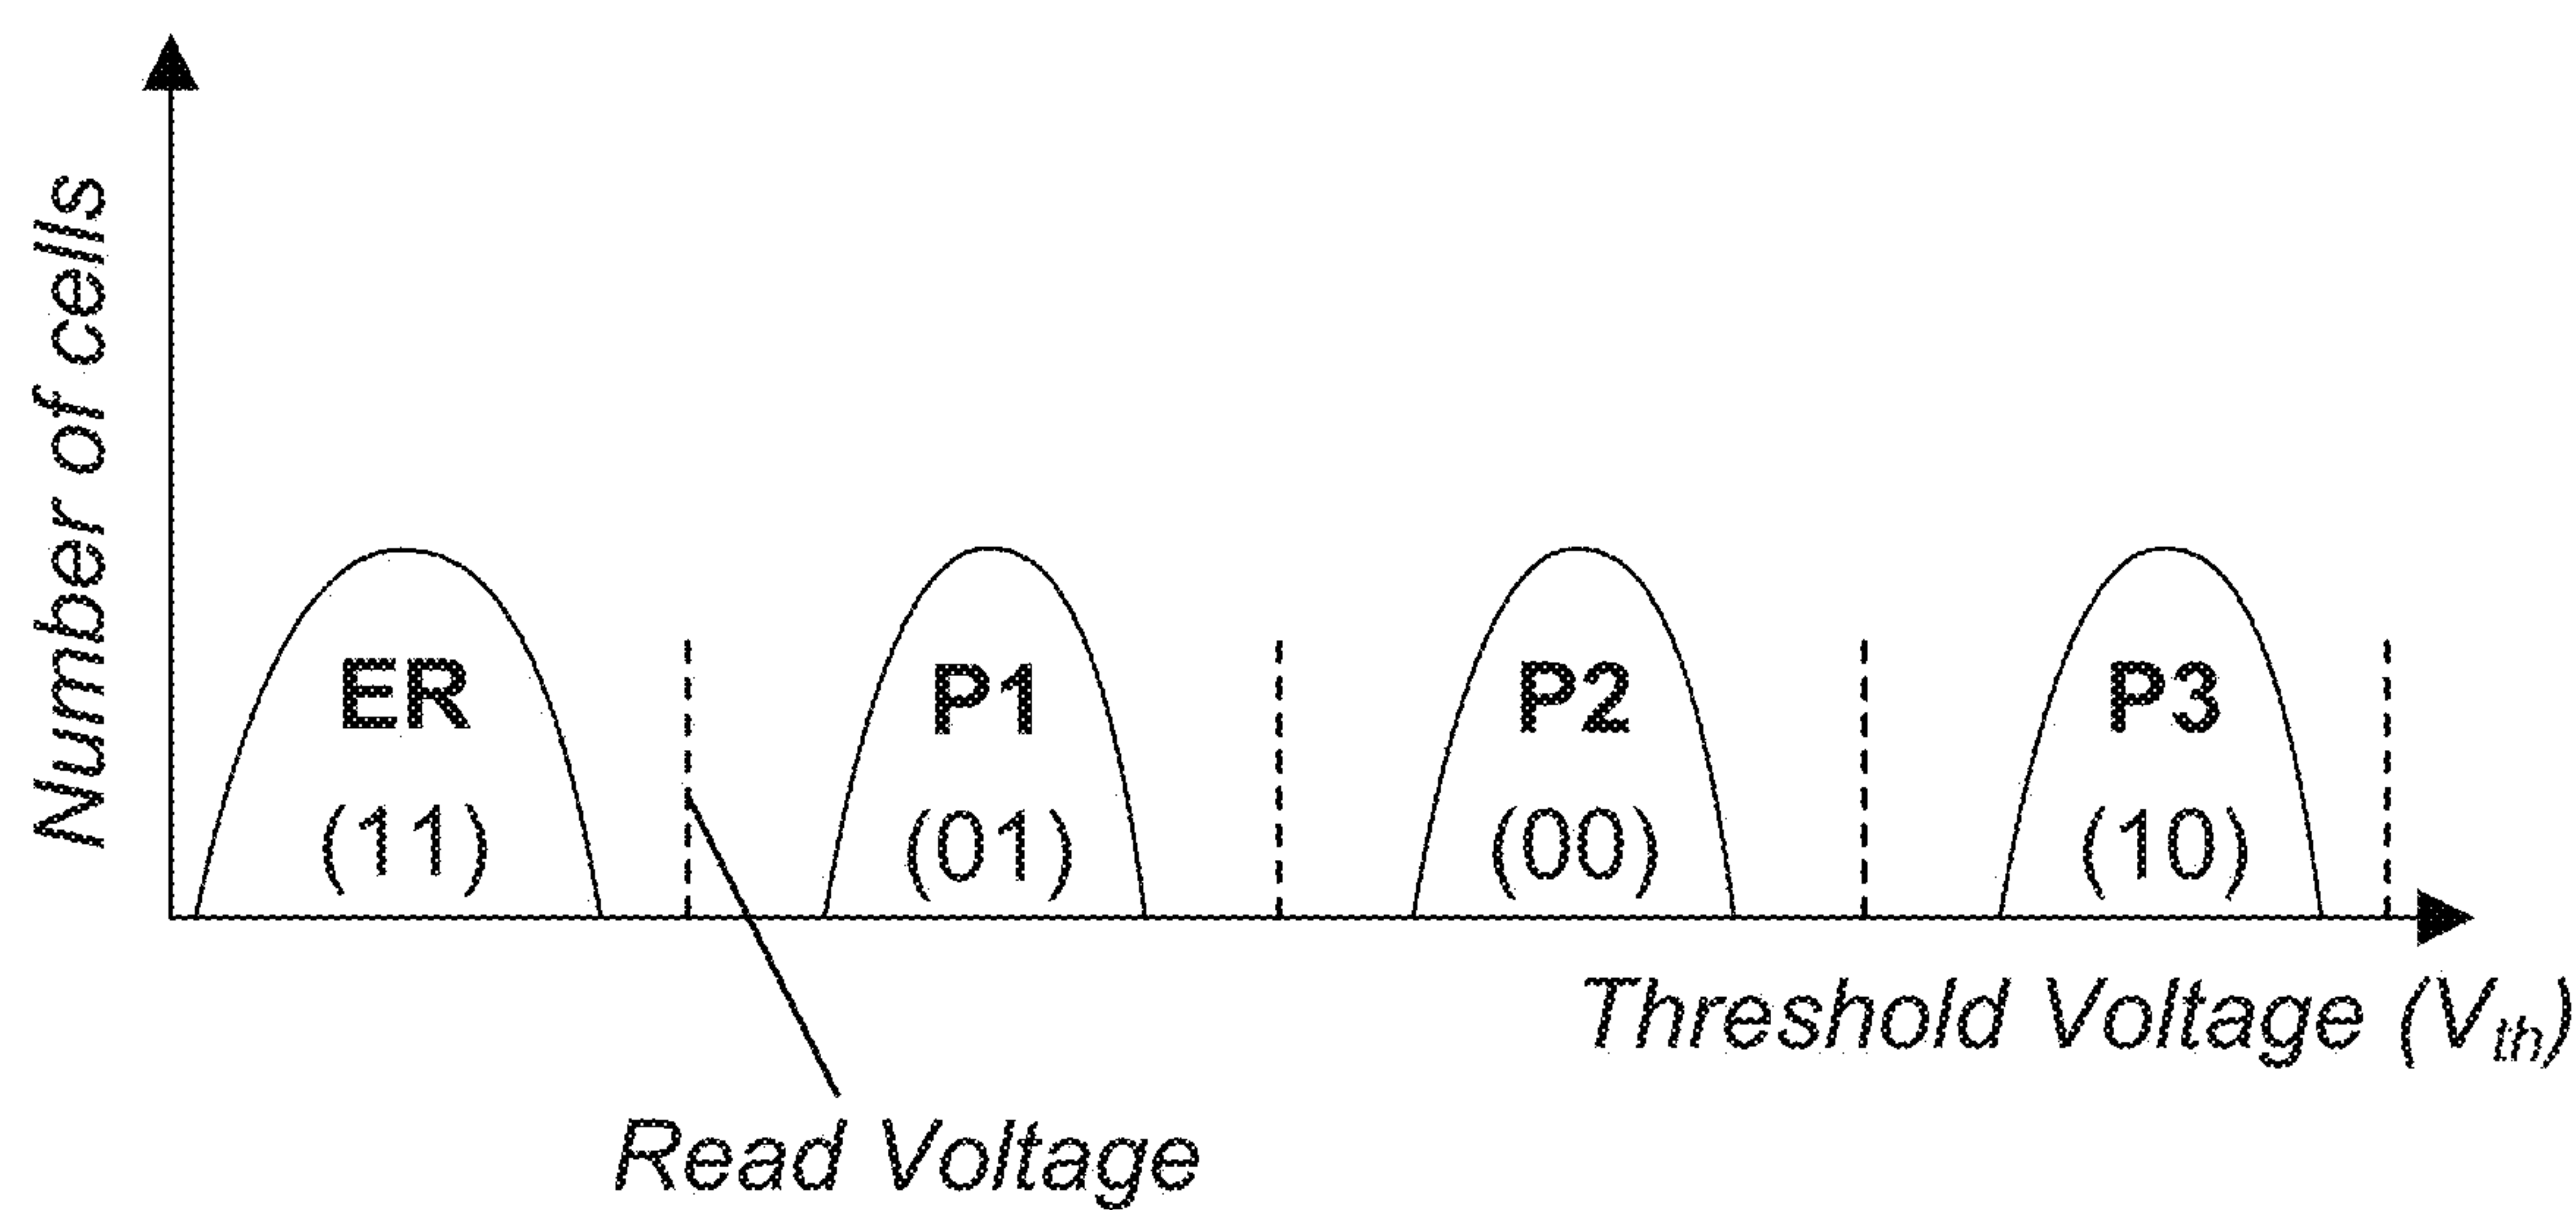 Number of cells
ER
(11)
P1
(01)
P2
(00)
P3
(10)
Threshold Voltage (Vth)
Read Voltage